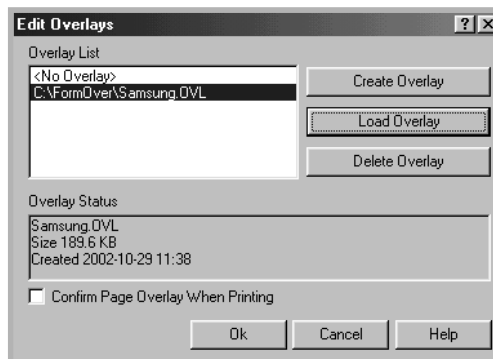 Edit Overlays
Overlay List
<No Overlay>
C:\FormOver\Samsung.OVL
Create Overlay
Load Overlay
Delete Overlay
Overlay Status
Samsung.OVL
Size 189.6 KB
Created 2002-10-29 11:38
Confirm Page Overlay When Printing
Ok Cancel Help